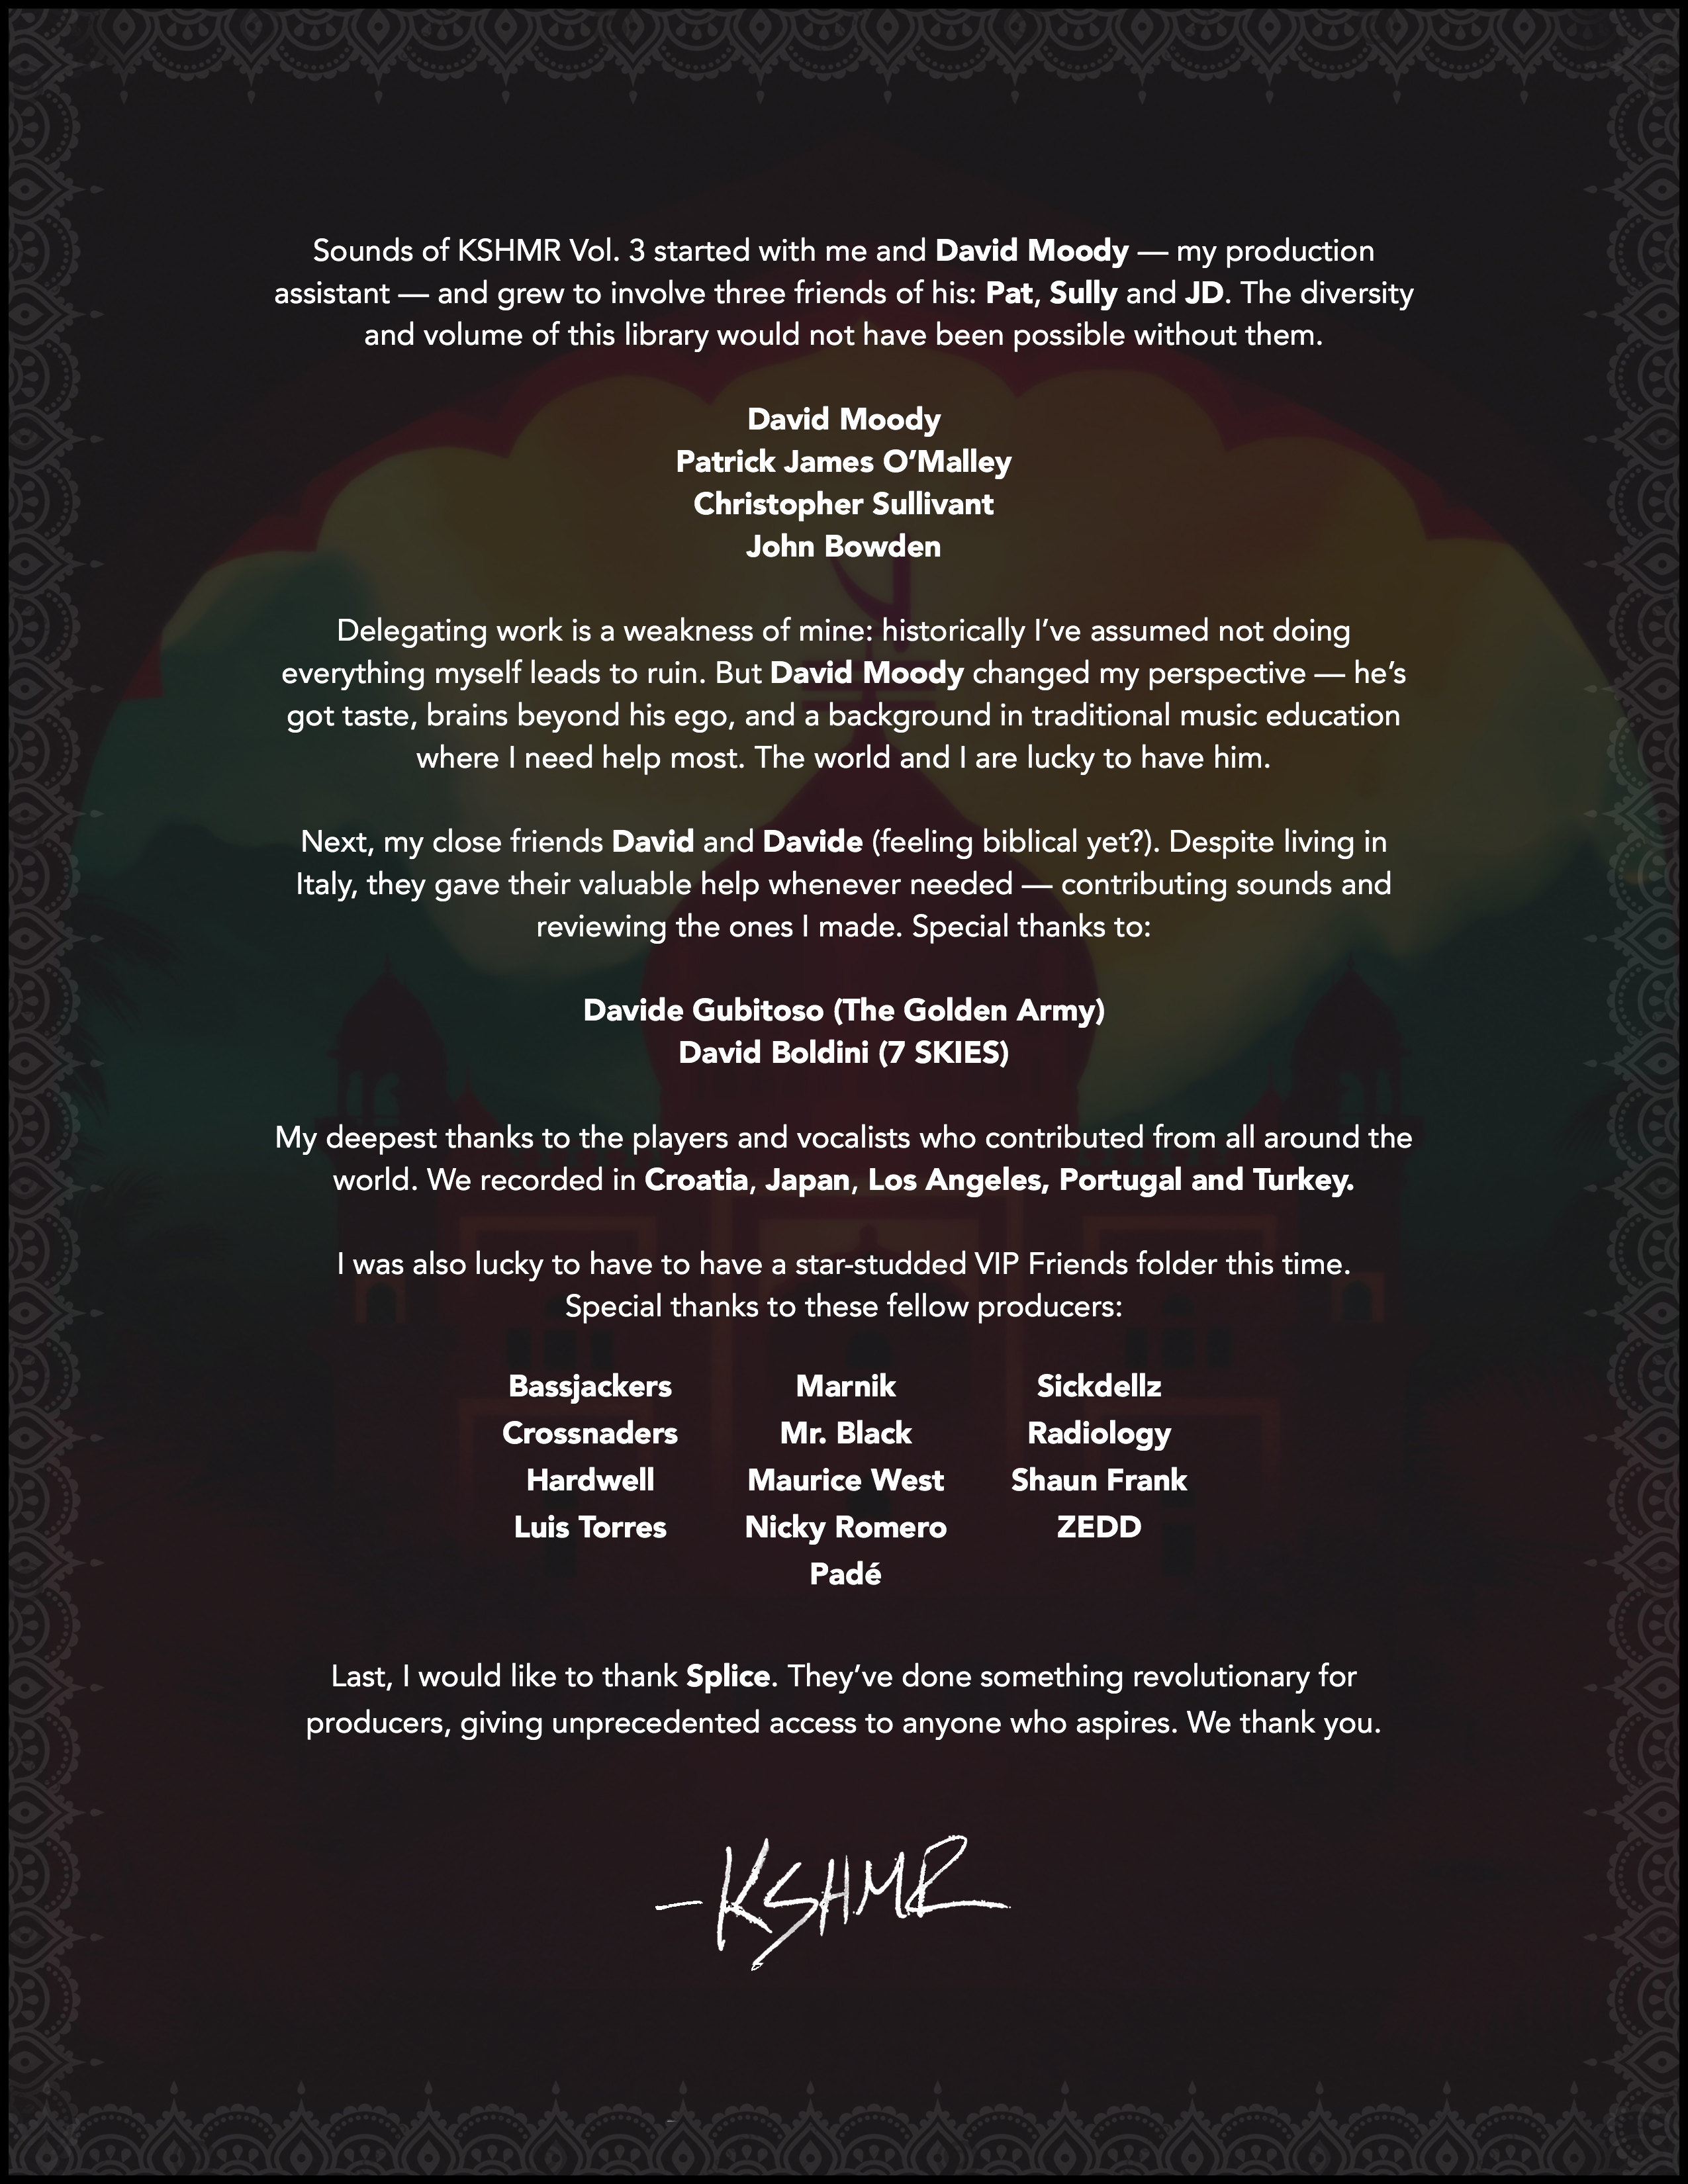 Sounds of KSHMR Vol. 3 started with me and David Moody — my production
assistant — and grew to involve three friends of his: Pat, Sully and JD. The diversity
and volume of this library would not have been possible without them.
David Moody
Patrick James O’Malley
Christopher Sullivant
John Bowden
Delegating work is a weakness of mine: historically I’ve assumed not doing
everything myself leads to ruin. But David Moody changed my perspective — he’s
got taste, brains beyond his ego, and a background in traditional music education
where I need help most. The world and I are lucky to have him.
Next, my close friends David and Davide (feeling biblical yet?). Despite living in
Italy, they gave their valuable help whenever needed — contributing sounds and
reviewing the ones I made. Special thanks to:
Davide Gubitoso (The Golden Army)
David Boldini (7 SKIES)
My deepest thanks to the players and vocalists who contributed from all around the
world. We recorded in Croatia, Japan, Los Angeles, Portugal and Turkey.
I was also lucky to have to have a star-studded VIP Friends folder this time.
Special thanks to these fellow producers:
Bassjackers
Crossnaders
Hardwell
Luis Torres
Marnik
Mr. Black
Maurice West
Nicky Romero
Padé
Sickdellz
Radiology
Shaun Frank
ZEDD
Last, I would like to thank Splice. They’ve done something revolutionary for
producers, giving unprecedented access to anyone who aspires. We thank you.
—KSHMR